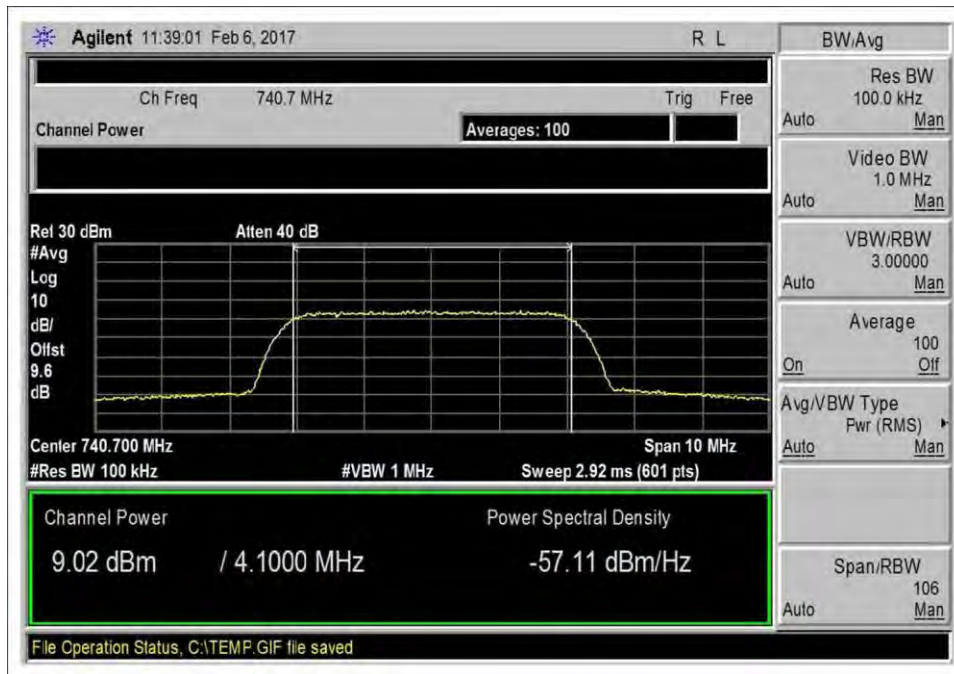 Agilent 11:39:01 Feb 6, 2017 R L
Ch Freq 740.7 MHz Trig Free
Channel Power Averages: 100
Ref 30 dBm Atten 40 dB
#Avg
Log
10
dB/
Offst
9.6
dB
Center 740.700 MHz Span 10 MHz
#Res BW 100 kHz #VBW 1 MHz Sweep 2.92 ms (601 pts)
Channel Power Power Spectral Density
9.02 dBm / 4.1000 MHz -57.11 dBm/Hz
File Operation Status, C:\TEMP.GIF file saved
BW/Avg
Res BW
100.0 kHz
Auto Man
Video BW
1.0 MHz
Auto Man
VBW/RBW
3.00000
Auto Man
Average
100
On Off
Avg/VBW Type
Pwr (RMS)
Auto Man
Span/RBW
106
Auto Man